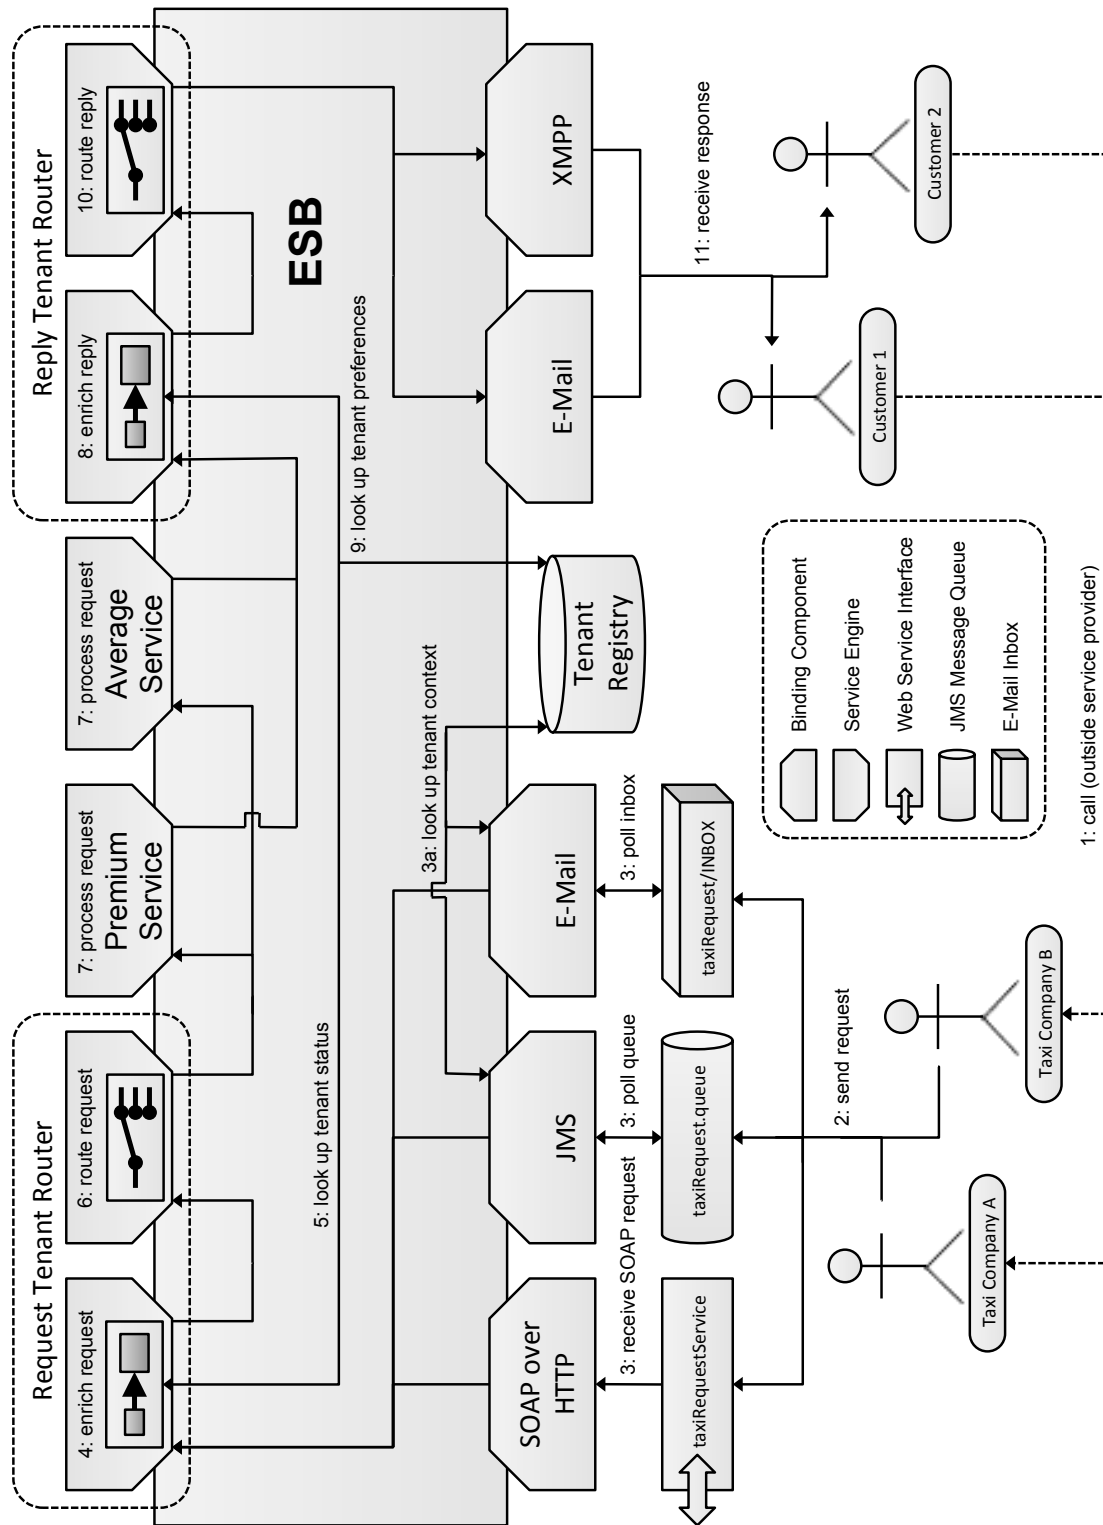 Request Tenant Router
Reply Tenant Router
4: enrich request
6: route request
7: process request
Premium
Service
7: process request
Average
Service
8: enrich reply
10: route reply
ESB
5: look up tenant status
9: look up tenant preferences
3a: look up tenant context
SOAP over
HTTP
JMS
E-Mail
Tenant
Registry
E-Mail
XMPP
3: receive SOAP request
3: poll queue
3: poll inbox
taxiRequestService
taxiRequest.queue
taxiRequest/INBOX
11: receive response
2: send request
Binding Component
Service Engine
Web Service Interface
JMS Message Queue
E-Mail Inbox
Customer 1
Customer 2
Taxi Company A
Taxi Company B
1: call (outside service provider)